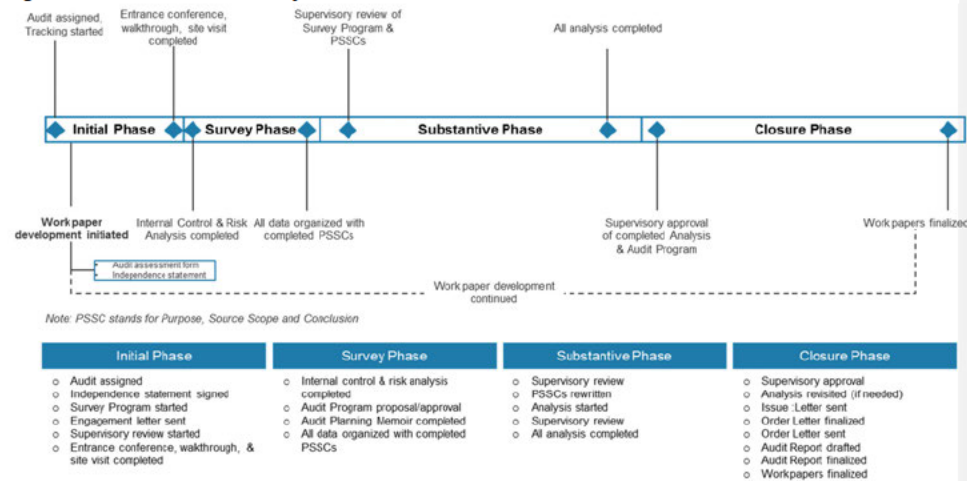 Audit assigned,
Tracking started
Entrance conference,
walkthrough, site visit
completed
Supervisory review of
Survey Program &
PSSCs
All analysis completed
Initial Phase
Survey Phase
Substantive Phase
Closure Phase
Workpaper
development initiated
Internal Control & Risk
Analysis completed
All data organized with
completed PSSCs
Supervisory approval
of completed Analysis
& Audit Program
Workpapers finalized
Audit assessment form
Independence statement
Workpaper development
continued
Note: PSSC stands for Purpose, Source Scope and Conclusion
Initial Phase
o Audit assigned
o Independence statement signed
o Survey Program started
o Engagement letter sent
o Supervisory review started
o Entrance conference, walkthrough, &
site visit completed
Survey Phase
o Internal control & risk analysis
completed
o Audit Program proposal/approval
o Audit Planning Memoir completed
o All data organized with completed
PSSCs
Substantive Phase
o Supervisory review
o PSSCs rewritten
o Analysis started
o Supervisory review
o All analysis completed
Closure Phase
o Supervisory approval
o Analysis revisited (if needed)
o Issue :Letter sent
o Order Letter finalized
o Order Letter sent
o Audit Report drafted
o Audit Report finalized
o Workpapers finalized